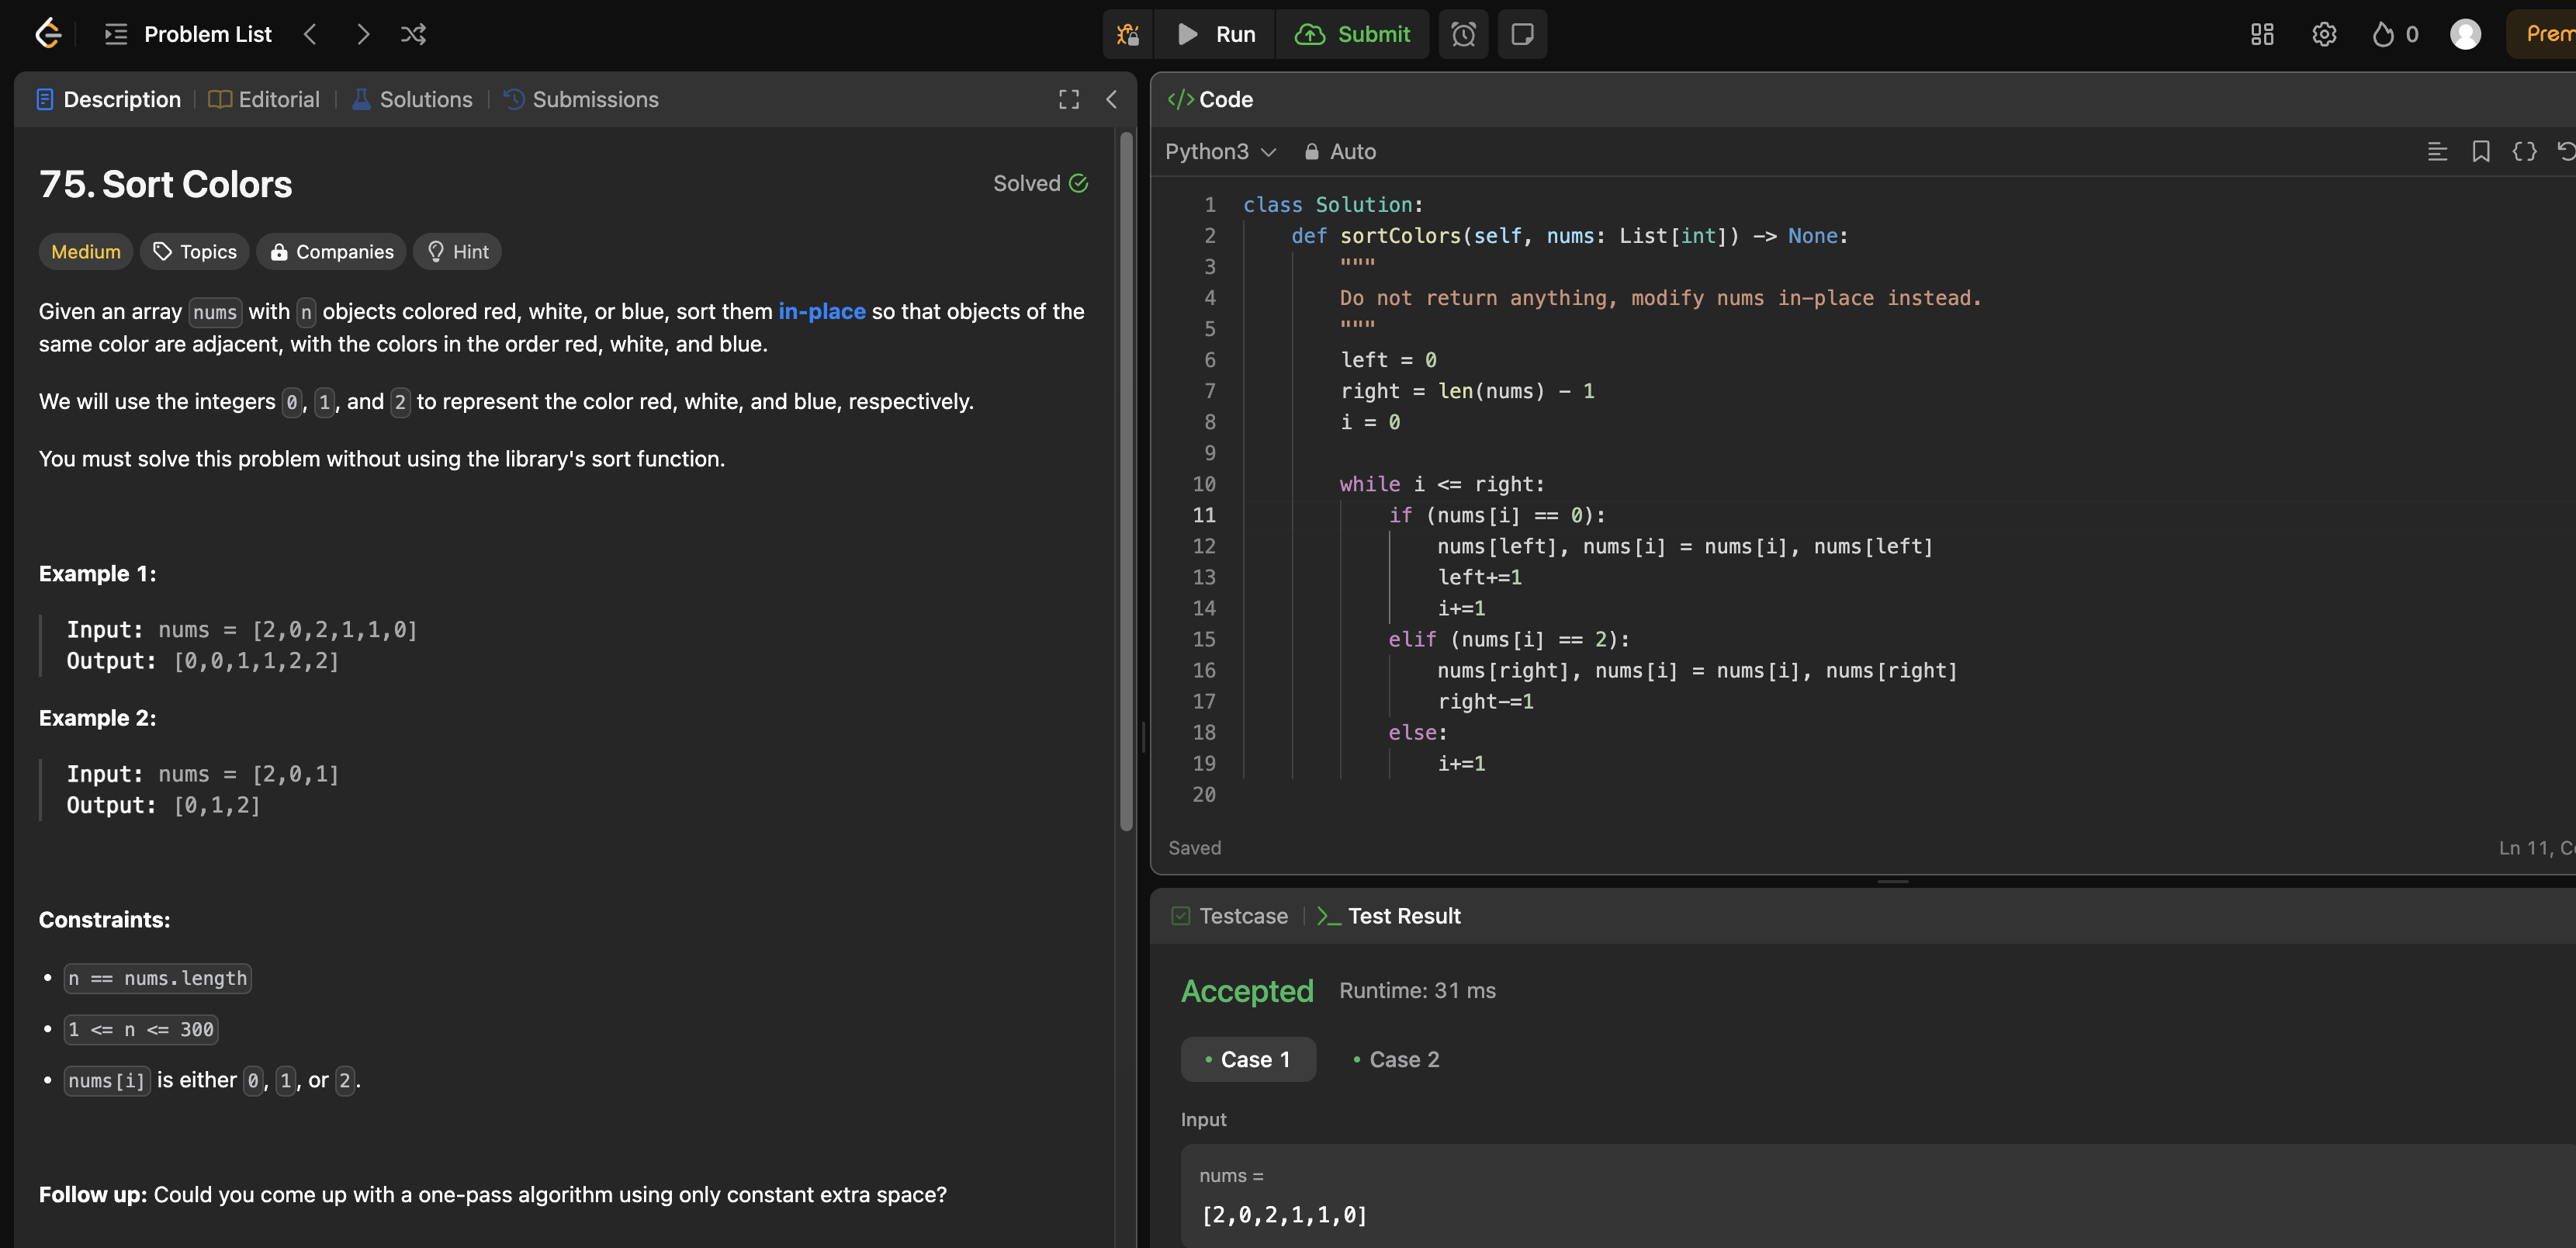 Problem List
Run
Submit
0
Prem
Description
Editorial
Solutions
Submissions
75. Sort Colors
Solved
Medium
Topics
Companies
Hint
Given an array nums with n objects colored red, white, or blue, sort them in-place so that objects of the
same color are adjacent, with the colors in the order red, white, and blue.
We will use the integers 0, 1, and 2 to represent the color red, white, and blue, respectively.
You must solve this problem without using the library's sort function.
Example 1:
Input: nums = [2,0,2,1,1,0]
Output: [0,0,1,1,2,2]
Example 2:
Input: nums = [2,0,1]
Output: [0,1,2]
Constraints:
• n == nums.length
• 1 <= n <= 300
• nums[i] is either 0, 1, or 2.
Follow up: Could you come up with a one-pass algorithm using only constant extra space?
</> Code
Python3
Auto
1 class Solution:
2     def sortColors(self, nums: List[int]) -> None:
3         """
4         Do not return anything, modify nums in-place instead.
5         """
6         left = 0
7         right = len(nums) - 1
8         i = 0
9
10         while i <= right:
11             if (nums[i] == 0):
12                 nums[left], nums[i] = nums[i], nums[left]
13                 left+=1
14                 i+=1
15             elif (nums[i] == 2):
16                 nums[right], nums[i] = nums[i], nums[right]
17                 right-=1
18             else:
19                 i+=1
20
Saved
Ln 11, Co
Testcase
>_ Test Result
Accepted
Runtime: 31 ms
• Case 1
• Case 2
Input
nums =
[2,0,2,1,1,0]